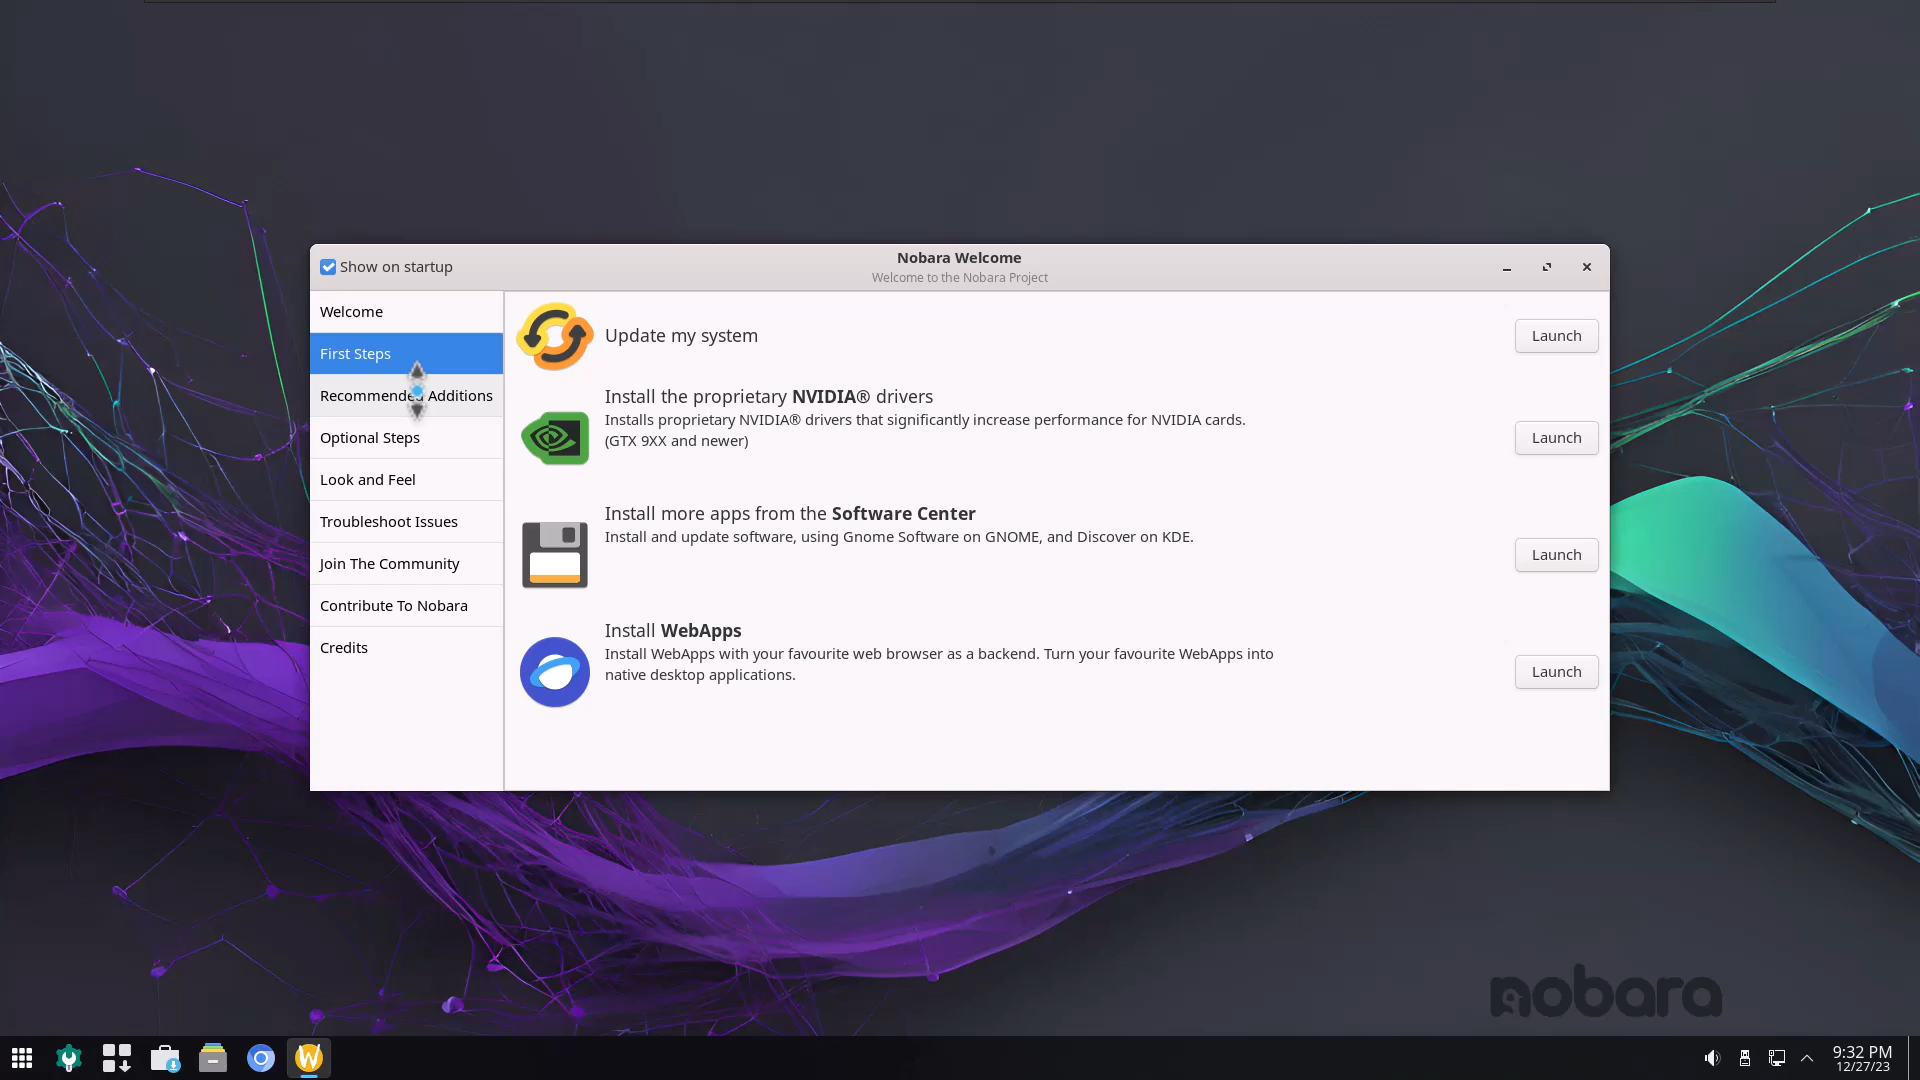 Show on startup
Nobara Welcome
Welcome to the Nobara Project
Welcome
First Steps
Recommended Additions
Optional Steps
Look and Feel
Troubleshoot Issues
Join The Community
Contribute To Nobara
Credits
Update my system
Launch
Install the proprietary NVIDIA® drivers
Installs proprietary NVIDIA® drivers that significantly increase performance for NVIDIA cards.
(GTX 9XX and newer)
Launch
Install more apps from the Software Center
Install and update software, using Gnome Software on GNOME, and Discover on KDE.
Launch
Install WebApps
Install WebApps with your favourite web browser as a backend. Turn your favourite WebApps into
native desktop applications.
Launch
nobara
W
9:32 PM
12/27/23